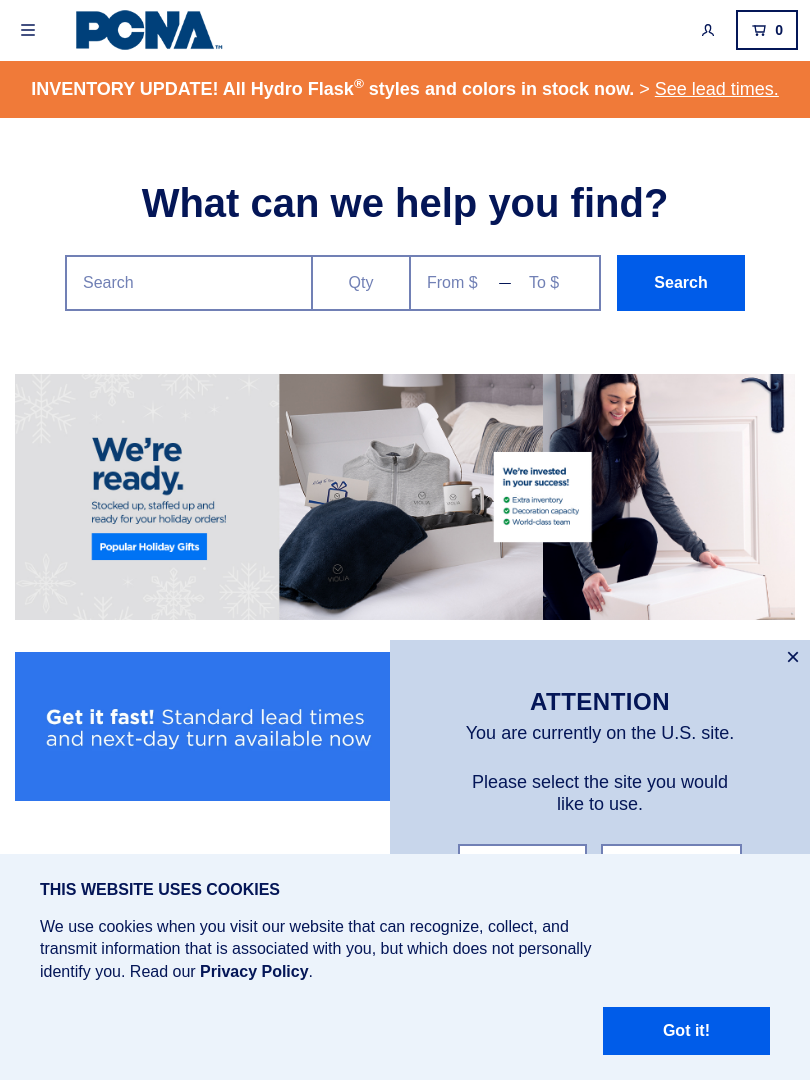 PCNA™
0
INVENTORY UPDATE! All Hydro Flask® styles and colors in stock now. > See lead times.
What can we help you find?
Search
Qty
From $ — To $
Search
We're
ready.
Stocked up, staffed up and
ready for your holiday orders!
Popular Holiday Gifts
VIOLIA
VIOLIA
VIOLIA
We're invested
in your success!
Extra inventory
Decoration capacity
World-class team
Get it fast! Standard lead times
and next-day turn available now
×
ATTENTION
You are currently on the U.S. site.
Please select the site you would
like to use.
THIS WEBSITE USES COOKIES
We use cookies when you visit our website that can recognize, collect, and
transmit information that is associated with you, but which does not personally
identify you. Read our Privacy Policy.
Got it!